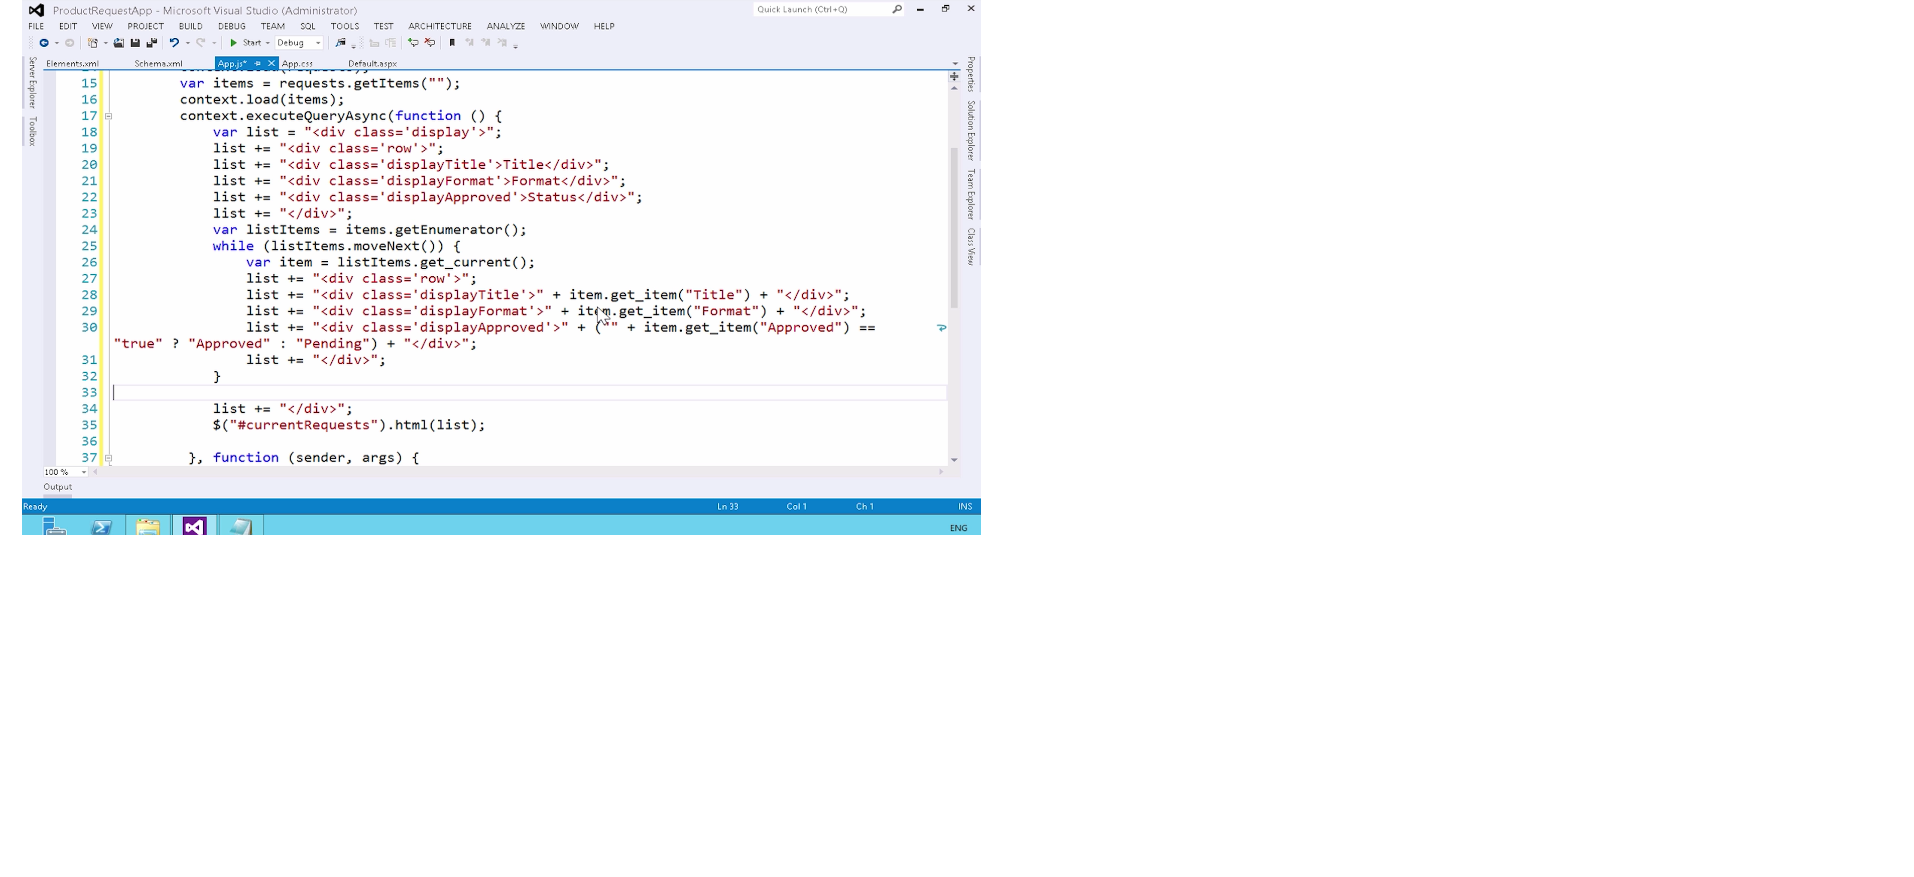 ProductRequestApp - Microsoft Visual Studio (Administrator)
Quick Launch (Ctrl+Q)
FILE EDIT VIEW PROJECT BUILD DEBUG TEAM SQL TOOLS TEST ARCHITECTURE ANALYZE WINDOW HELP
Start Debug
Elements.xml Schema.xml App.js* App.css Default.aspx
Server Explorer
Toolbox
Properties
Solution Explorer
Team Explorer
Class View
15 var items = requests.getItems("");
16 context.load(items);
17 context.executeQueryAsync(function () {
18 var list = "<div class='display'>";
19 list += "<div class='row'>";
20 list += "<div class='displayTitle'>Title</div>";
21 list += "<div class='displayFormat'>Format</div>";
22 list += "<div class='displayApproved'>Status</div>";
23 list += "</div>";
24 var listItems = items.getEnumerator();
25 while (listItems.moveNext()) {
26 var item = listItems.get_current();
27 list += "<div class='row'>";
28 list += "<div class='displayTitle'>" + item.get_item("Title") + "</div>";
29 list += "<div class='displayFormat'>" + item.get_item("Format") + "</div>";
30 list += "<div class='displayApproved'>" + ("" + item.get_item("Approved") ==
"true" ? "Approved" : "Pending") + "</div>";
31 list += "</div>";
32 }
33
34 list += "</div>";
35 $("#currentRequests").html(list);
36
37 }, function (sender, args) {
100 %
Output
Ready Ln 33 Col 1 Ch 1 INS
ENG